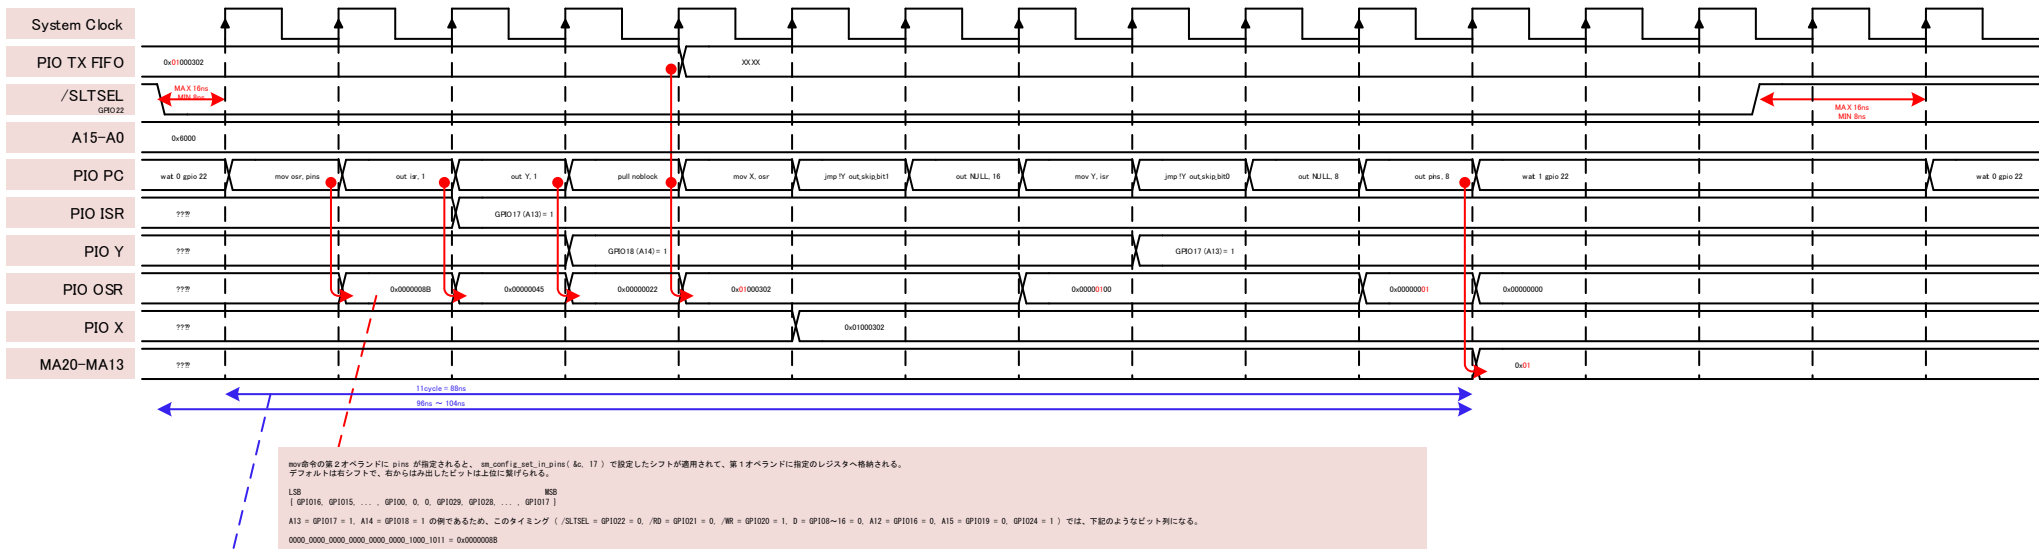 System Clock
PIO TX FIFO
0x01000302
XXXX
/SLTSEL
GPIO22
MAX 16ns
MIN 8ns
MAX 16ns
MIN 8ns
A15-A0
0x6000
PIO PC
wait 0 gpio 22
mov osr, pins
out isr, 1
out Y, 1
pull noblock
mov X, osr
jmp !Y out_skip_bit1
out NULL, 16
mov Y, isr
jmp !Y out_skip_bit0
out NULL, 8
out pins, 8
wait 1 gpio 22
wait 0 gpio 22
PIO ISR
????
GPIO17 (A13) = 1
PIO Y
????
GPIO18 (A14) = 1
GPIO17 (A13) = 1
PIO OSR
????
0x0000008B
0x00000045
0x00000022
0x01000302
0x00000100
0x00000001
0x00000000
PIO X
????
0x01000302
MA20-MA13
????
0x01
11cycle = 88ns
96ns ～ 104ns
mov命令の第2オペランドに pins が指定されると、 sm_config_set_in_pins( &c, 17 ) で設定したシフトが適用されて、第1オペランドに指定のレジスタへ格納される。
デフォルトは右シフトで、右からはみ出したビットは上位に繋げられる。
LSB MSB
{ GPIO16, GPIO15, ... , GPIO0, 0, 0, GPIO29, GPIO28, ... , GPIO17 }
A13 = GPIO17 = 1, A14 = GPIO18 = 1 の例であるため、このタイミング ( /SLTSEL = GPIO22 = 0, /RD = GPIO21 = 0, /WR = GPIO20 = 1, D = GPIO8～16 = 0, A12 = GPIO16 = 0, A15 = GPIO19 = 0, GPIO24 = 1 ) では、下記のようなビット列になる。
0000_0000_0000_0000_0000_0000_1000_1011 = 0x0000008B